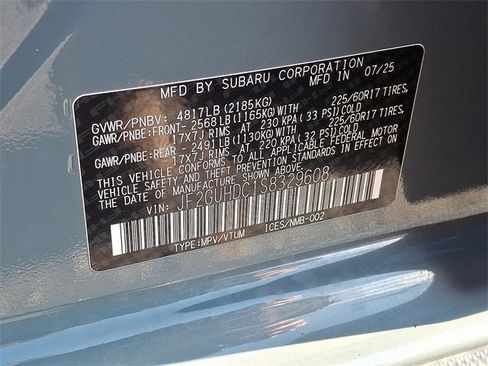 MFD BY SUBARU CORPORATION
MFD IN 07/25
GVWR/PNBV: 4817LB (2185KG)
GAWR/PNBE: FRONT- 2568LB (1165KG) WITH 225/60R17 TIRES,
17X7J RIMS AT 230 KPA (33 PSI) COLD
GAWR/PNBE: REAR - 2491LB (1130KG) WITH 225/60R17 TIRES,
17X7J RIMS AT 220 KPA (32 PSI) COLD
THIS VEHICLE CONFORMS TO ALL APPLICABLE FEDERAL MOTOR
VEHICLE SAFETY AND THEFT PREVENTION STANDARDS IN EFFECT ON
THE DATE OF MANUFACTURE SHOWN ABOVE.
VIN: JF2GUHDC1S8329608
TYPE: MPV/VTUM ICES/NMB-002